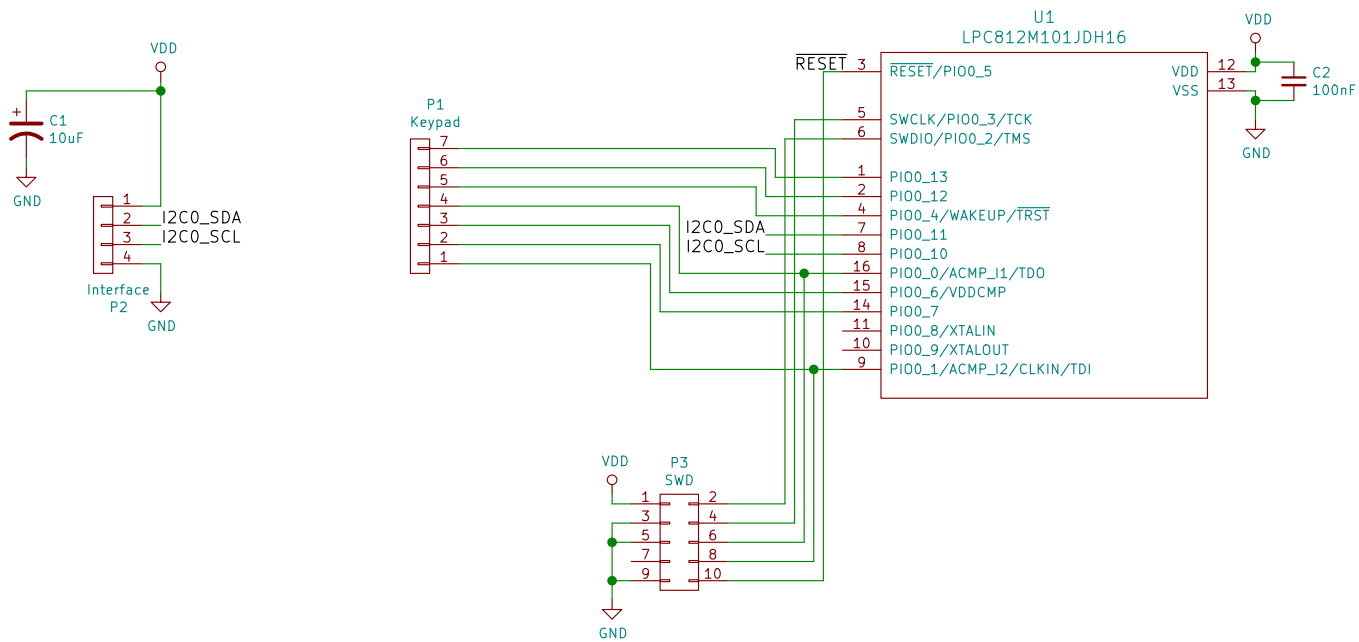 VDD
C1
10uF
GND
1
2
I2C0_SDA
3
I2C0_SCL
4
Interface
P2
GND
P1
Keypad
7
6
5
4
3
2
1
U1
LPC812M101JDH16
RESET
3
RESET/PIO0_5
5
SWCLK/PIO0_3/TCK
6
SWDIO/PIO0_2/TMS
1
PIO0_13
2
PIO0_12
4
PIO0_4/WAKEUP/TRST
I2C0_SDA
7
PIO0_11
I2C0_SCL
8
PIO0_10
16
PIO0_0/ACMP_I1/TDO
15
PIO0_6/VDDCMP
14
PIO0_7
11
PIO0_8/XTALIN
10
PIO0_9/XTALOUT
9
PIO0_1/ACMP_I2/CLKIN/TDI
VDD
12
VSS
13
VDD
C2
100nF
GND
VDD
P3
SWD
1
2
3
4
5
6
7
8
9
10
GND